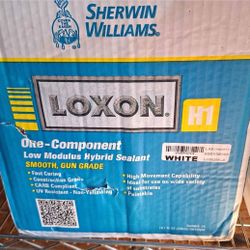 SHERWIN
WILLIAMS.
LOXON®
H1
One-Component
Low Modulus Hybrid Sealant
SMOOTH, GUN GRADE
WHITE
• Fast Curing
• Construction Grade
• CARB Compliant
• UV Resistant - Non-Yellowing
• High Movement Capability
• Ideal for use on wide variety
of substrates
• Paintable